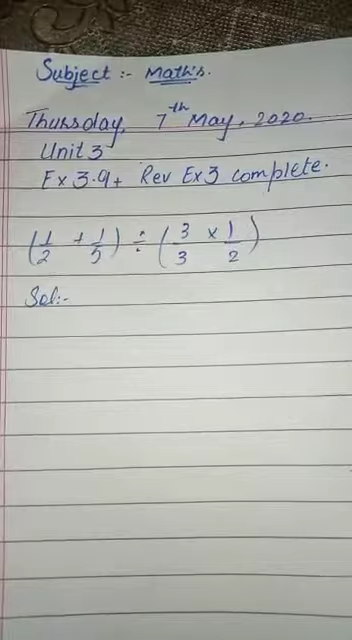 Subject :- Maths.
Thursday, 7th May, 2020.
Unit 3
Ex 3.9+ Rev Ex 3 complete.
(1/2 + 1/5) ÷ (3/3 × 1/2)
Sol:-